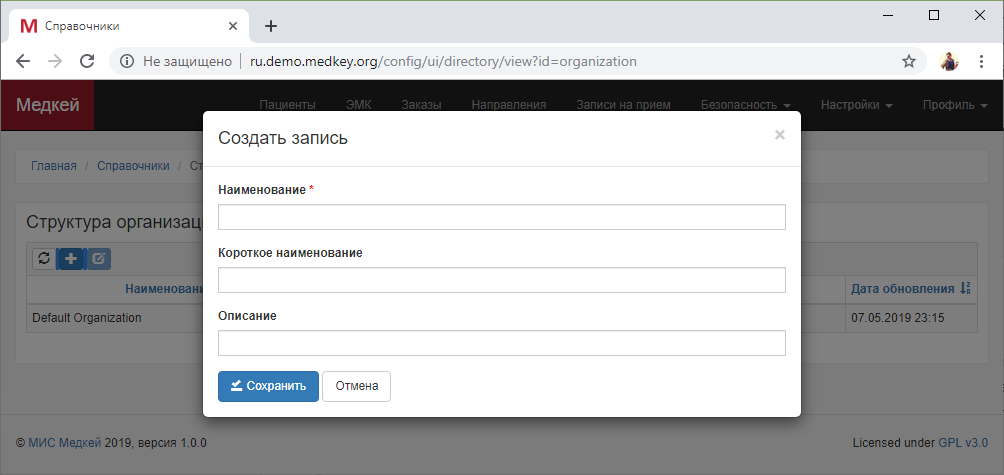 Справочники
Не защищено | ru.demo.medkey.org/config/ui/directory/view?id=organization
Медкей Пациенты ЭМК Заказы Направления Записи на прием Безопасность Настройки Профиль
Создать запись ×
Главная / Справочники / Ст
Наименование *
Структура организац
Короткое наименование
Наименовани Дата обновления
Описание
Default Organization 07.05.2019 23:15
Сохранить Отмена
© МИС Медкей 2019, версия 1.0.0 Licensed under GPL v3.0